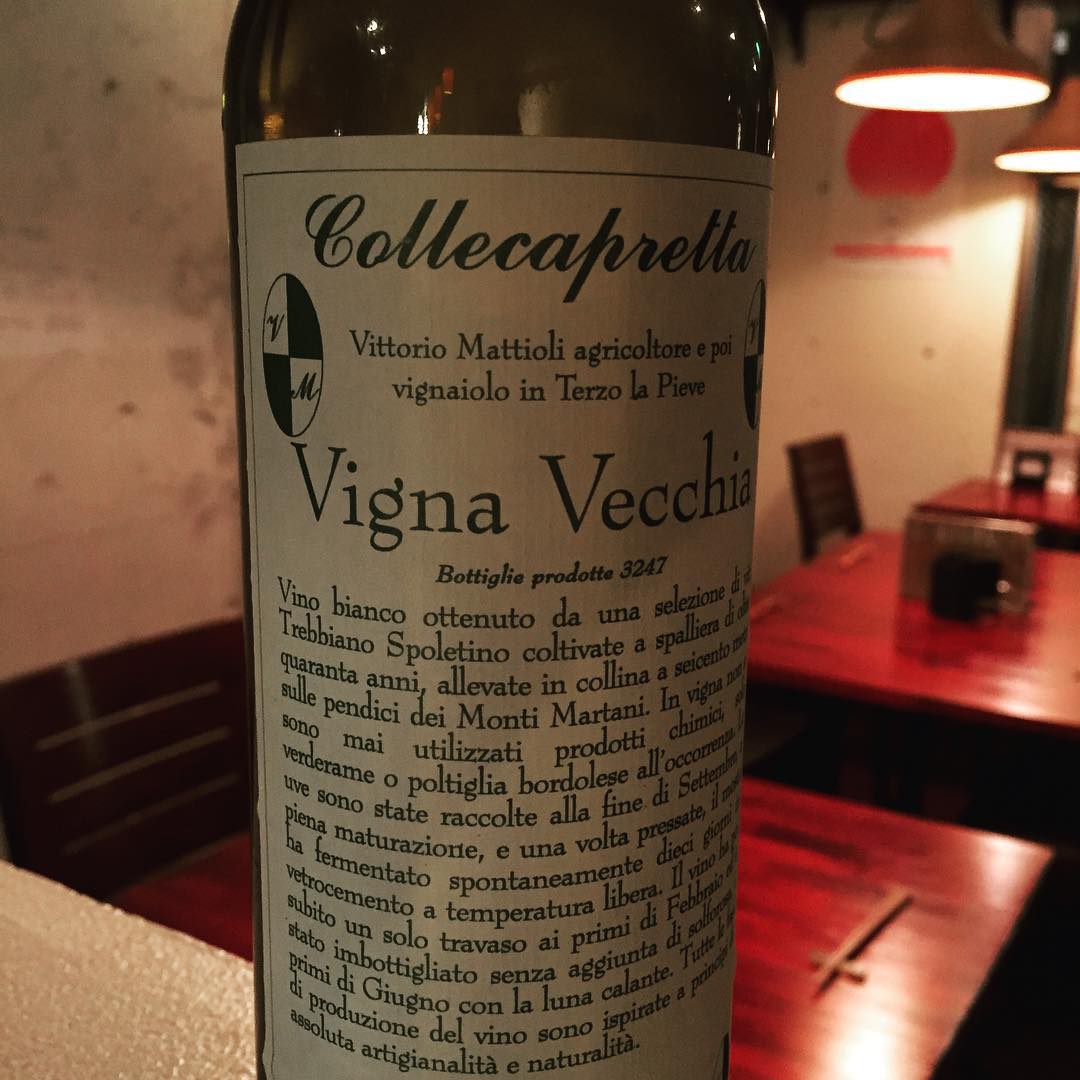 Collecapretta
V
M
V
Vittorio Mattioli agricoltore e poi
vignaiolo in Terzo la Pieve
Vigna Vecchia
Bottiglie prodotte 3247
Vino bianco ottenuto da una selezione di
Trebbiano Spoletino coltivate a spalliera di
quaranta anni, allevate in collina a seicento
sulle pendici dei Monti Martani. In vigna non
sono mai utilizzati prodotti chimici,
verderame o poltiglia bordolese all'occorrenza.
uve sono state raccolte alla fine di Settembre,
piena maturazione, e una volta pressate, il
ha fermentato spontaneamente dieci giorni
vetrocemento a temperatura libera. Il vino ha
subito un solo travaso ai primi di Febbraio
stato imbottigliato senza aggiunta di
primi di Giugno con la luna calante. Tutte
di produzione del vino sono ispirate a
assoluta artigianalità e naturalità.